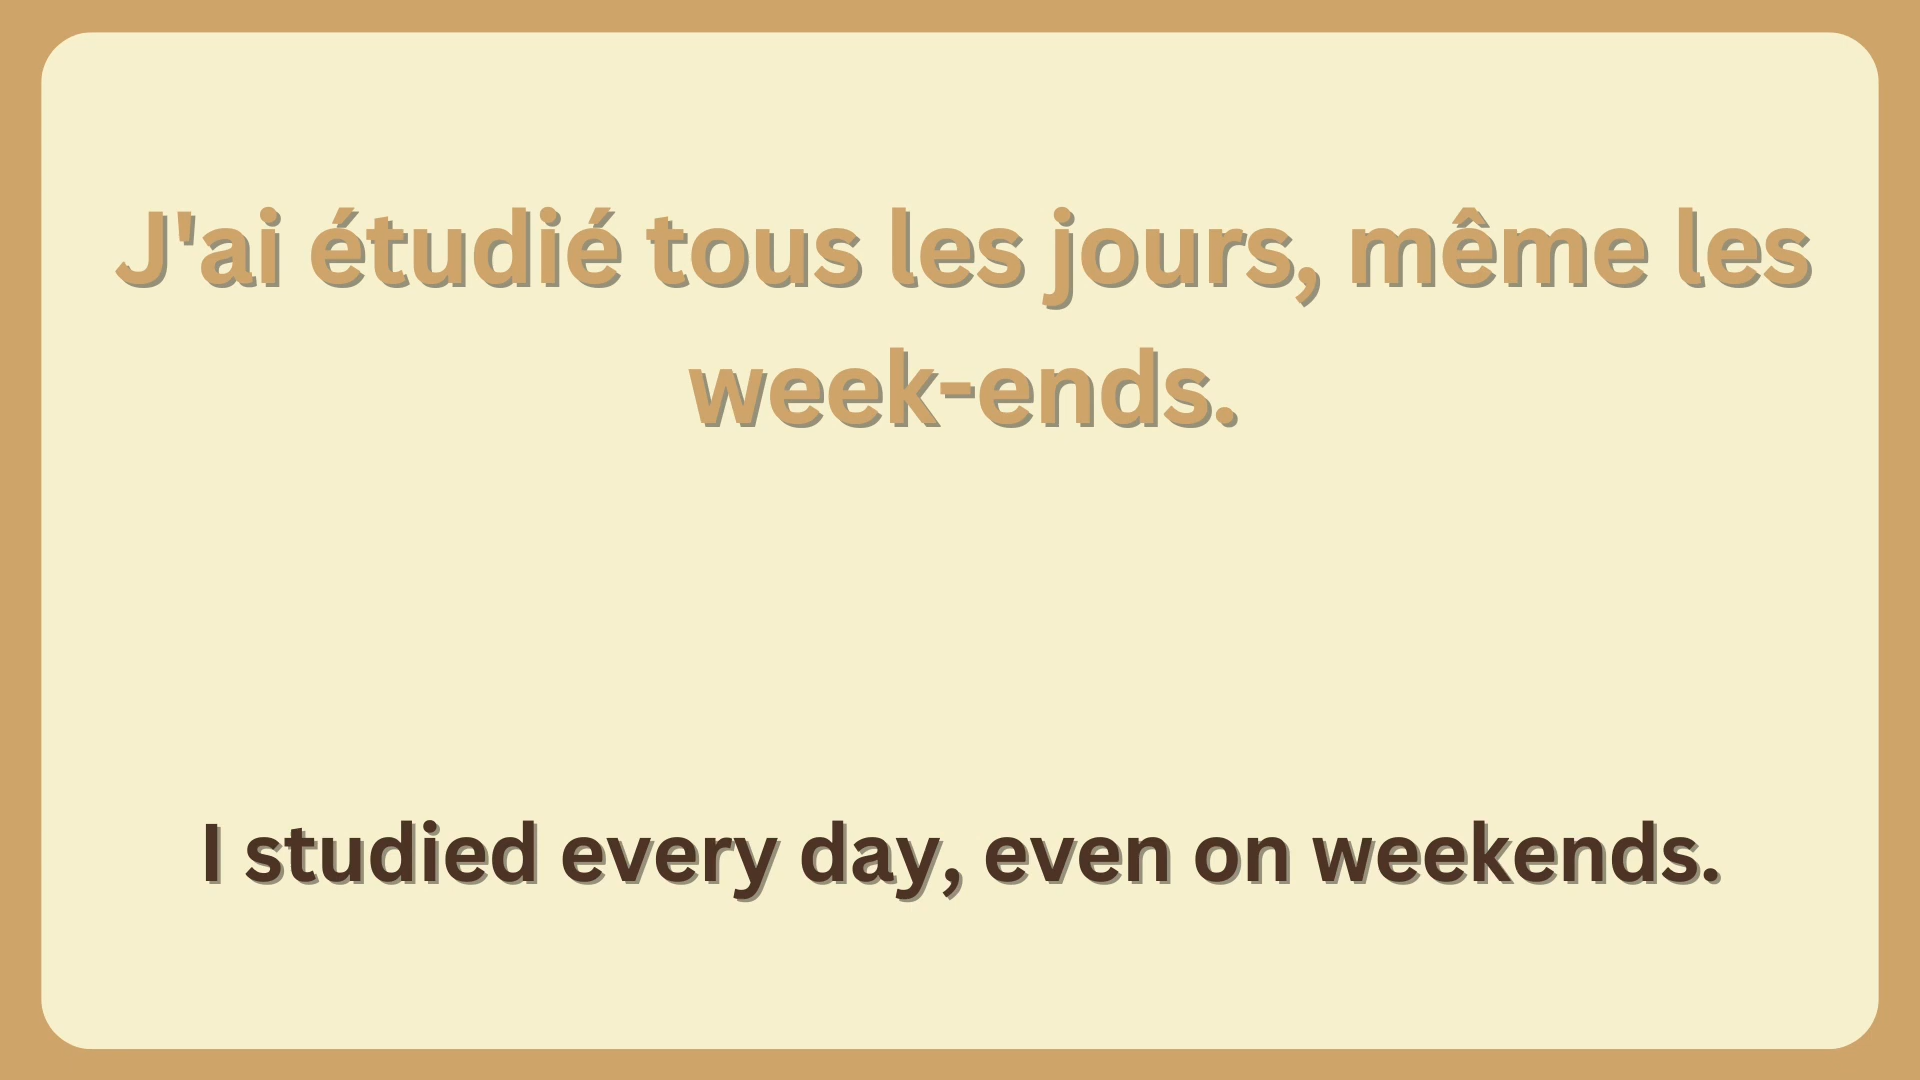 J'ai étudié tous les jours, même les
week-ends.
I studied every day, even on weekends.